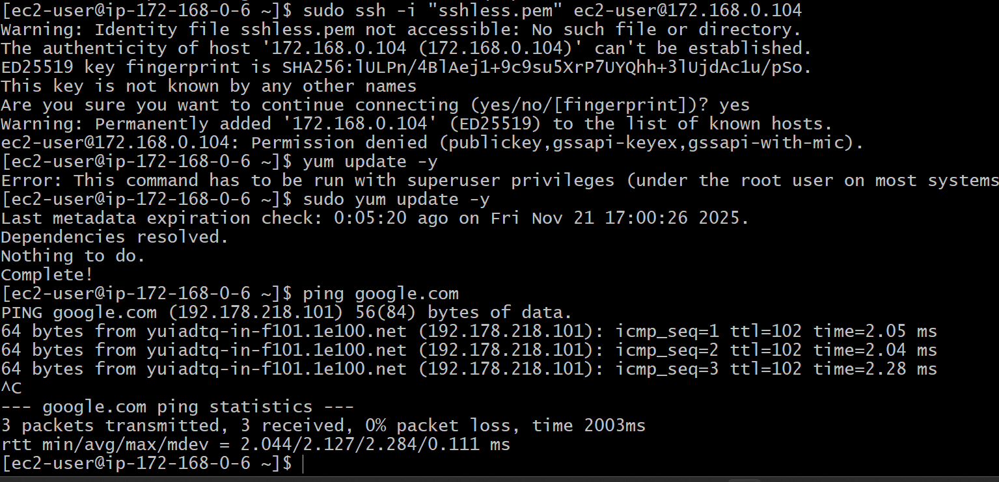 [ec2-user@ip-172-168-0-6 ~]$ sudo ssh -i "sshless.pem" ec2-user@172.168.0.104
Warning: Identity file sshless.pem not accessible: No such file or directory.
The authenticity of host '172.168.0.104 (172.168.0.104)' can't be established.
ED25519 key fingerprint is SHA256:lULPn/4BlAej1+9c9su5XrP7UYQhh+3lUjdAc1u/pSo.
This key is not known by any other names
Are you sure you want to continue connecting (yes/no/[fingerprint])? yes
Warning: Permanently added '172.168.0.104' (ED25519) to the list of known hosts.
ec2-user@172.168.0.104: Permission denied (publickey,gssapi-keyex,gssapi-with-mic).
[ec2-user@ip-172-168-0-6 ~]$ yum update -y
Error: This command has to be run with superuser privileges (under the root user on most systems
[ec2-user@ip-172-168-0-6 ~]$ sudo yum update -y
Last metadata expiration check: 0:05:20 ago on Fri Nov 21 17:00:26 2025.
Dependencies resolved.
Nothing to do.
Complete!
[ec2-user@ip-172-168-0-6 ~]$ ping google.com
PING google.com (192.178.218.101) 56(84) bytes of data.
64 bytes from yuiadtq-in-f101.1e100.net (192.178.218.101): icmp_seq=1 ttl=102 time=2.05 ms
64 bytes from yuiadtq-in-f101.1e100.net (192.178.218.101): icmp_seq=2 ttl=102 time=2.04 ms
64 bytes from yuiadtq-in-f101.1e100.net (192.178.218.101): icmp_seq=3 ttl=102 time=2.28 ms
^C
--- google.com ping statistics ---
3 packets transmitted, 3 received, 0% packet loss, time 2003ms
rtt min/avg/max/mdev = 2.044/2.127/2.284/0.111 ms
[ec2-user@ip-172-168-0-6 ~]$